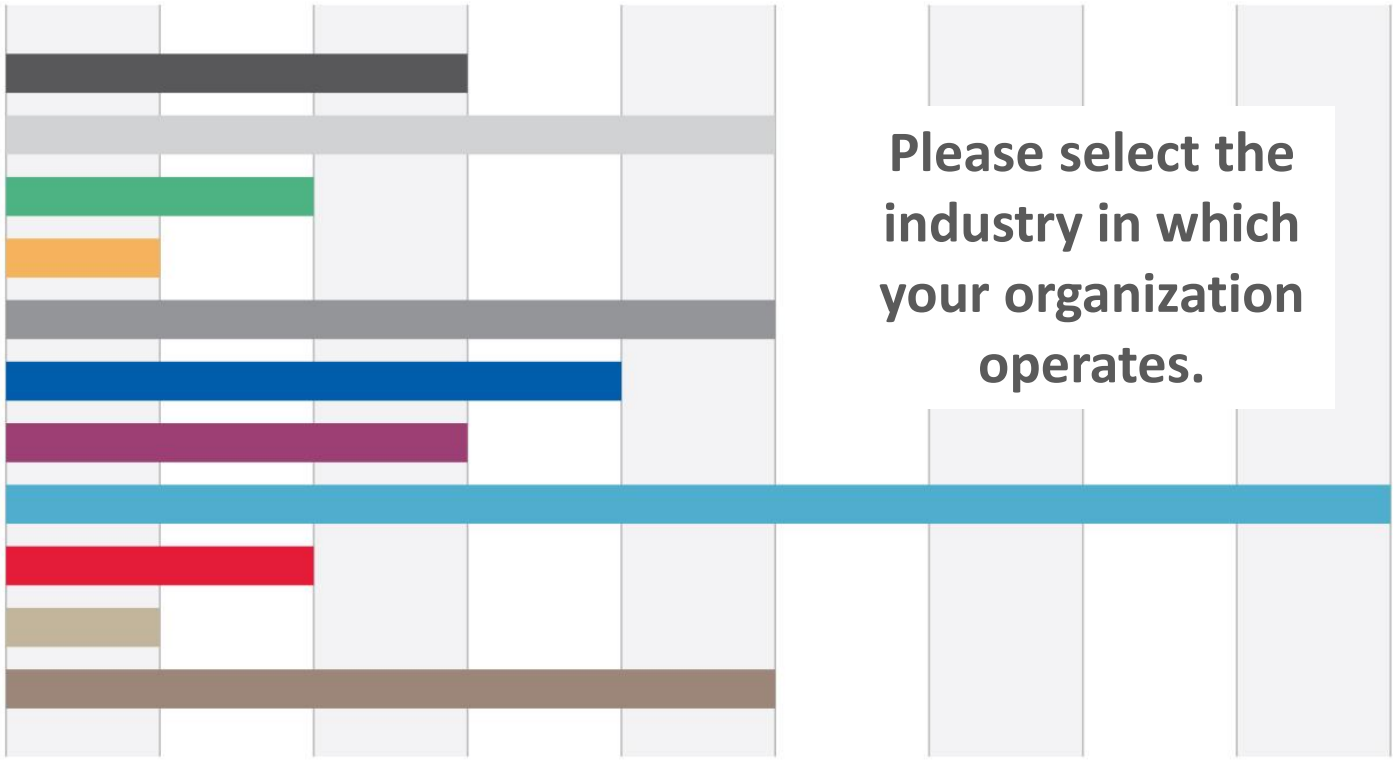 Please select the
industry in which
your organization
operates.